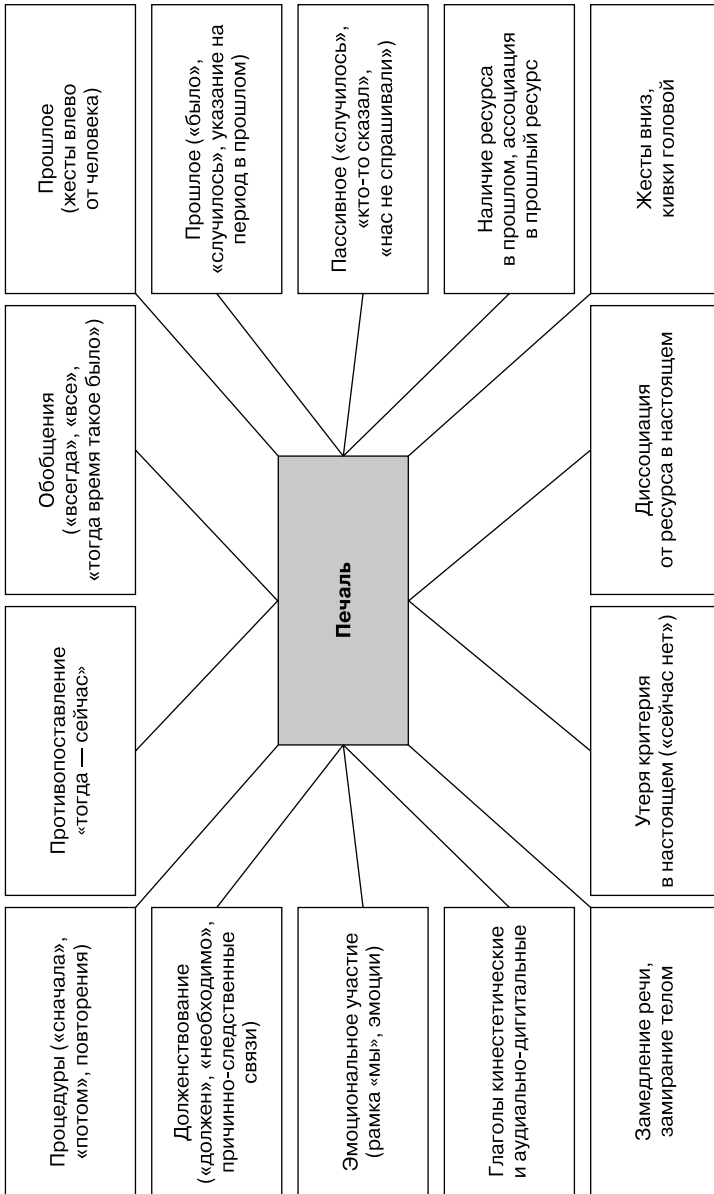 Процедуры («сначала»,
«потом», повторения)
Противопоставление
«тогда — сейчас»
Обобщения
(«всегда», «все»,
«тогда время такое было»)
Прошлое
(жесты влево
от человека)
Долженствование
(«должен», «необходимо»,
причинно-следственные
связи)
Прошлое («было»,
«случилось», указание на
период в прошлом)
Эмоциональное участие
(рамка «мы», эмоции)
Печаль
Пассивное («случилось»,
«кто-то сказал»,
«нас не спрашивали»)
Глаголы кинестетические
и аудиально-дигитальные
Наличие ресурса
в прошлом, ассоциация
в прошлый ресурс
Замедление речи,
замирание телом
Утеря критерия
в настоящем («сейчас нет»)
Диссоциация
от ресурса в настоящем
Жесты вниз,
кивки головой